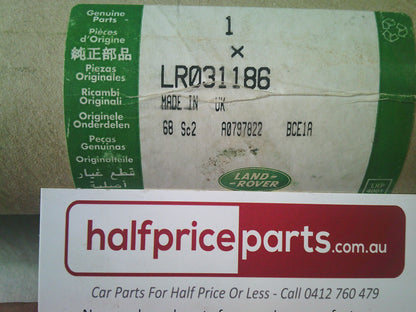 Genuine
Parts
Pièces
d'Origine
純正部品
Piezas
Originales
Ricambi
Originali
Originele
Onderdelen
Peças
Genuinas
Originalteile
قطع غيار
أصلية
1
×
LR031186
MADE IN UK
6B Sc2 A0797822 BCE1A
LAND-
ROVER
halfpriceparts.com.au
Car Parts For Half Price Or Less - Call 0412 760 479